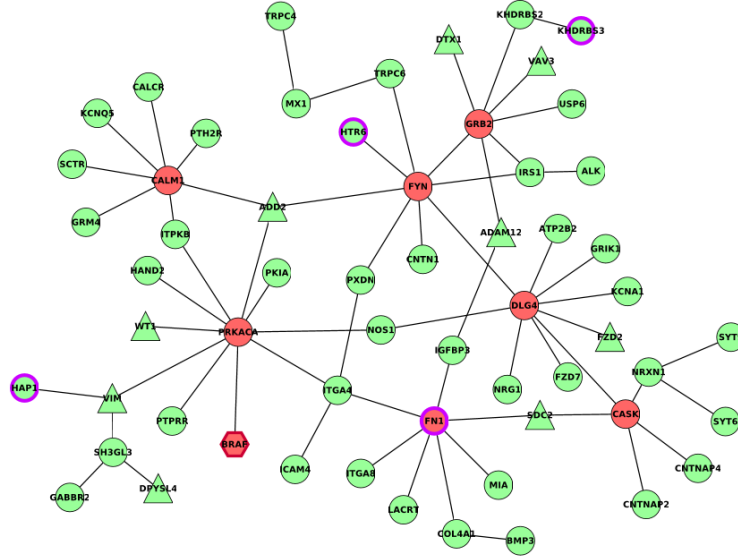 TRPC4
KHDRBS2
KHDRBS3
DTX1
VAV3
TRPC6
CALCR
MX1
USP6
KCNQ5
PTH2R
HTR6
GRB2
SCTR
CALM1
FYN
IRS1
ALK
GRM4
ADD2
ITPKB
ADAM12
ATP2B2
GRIK1
HAND2
PKIA
PXDN
CNTN1
KCNA1
DLG4
WT1
PRKACA
NOS1
FZD2
SYT
IGFBP3
NRXN1
HAP1
VIM
ITGA4
NRG1
FZD7
PTPRR
FN1
SDC2
CASK
SYT6
BRAF
SH3GL3
ICAM4
ITGA8
MIA
CNTNAP4
GABBR2
DPYSL4
LACRT
CNTNAP2
COL4A1
BMP3